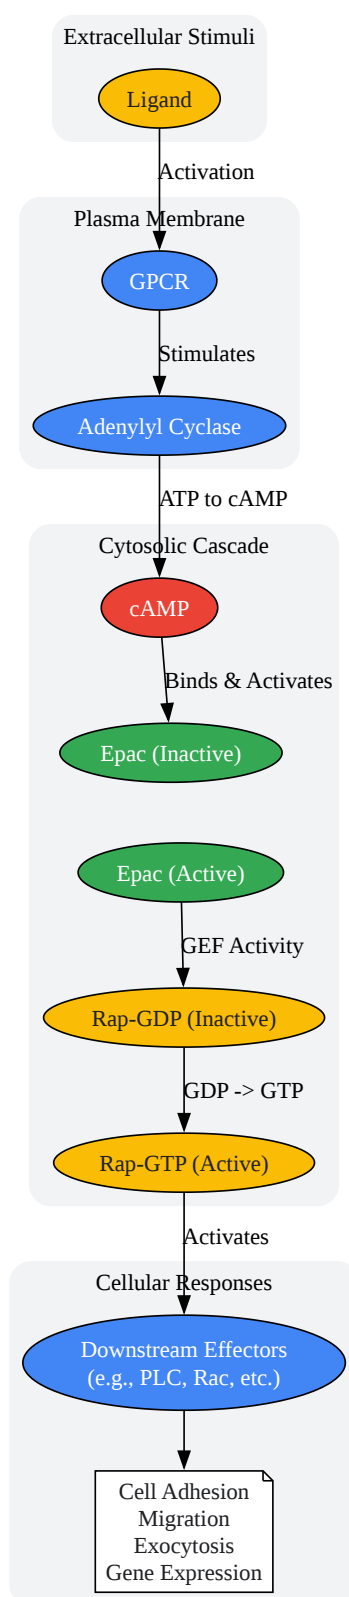 Extracellular Stimuli
Ligand
Activation
Plasma Membrane
GPCR
Stimulates
Adenylyl Cyclase
ATP to cAMP
Cytosolic Cascade
cAMP
Binds & Activates
Epac (Inactive)
Epac (Active)
GEF Activity
Rap-GDP (Inactive)
GDP -> GTP
Rap-GTP (Active)
Activates
Cellular Responses
Downstream Effectors
(e.g., PLC, Rac, etc.)
Cell Adhesion
Migration
Exocytosis
Gene Expression